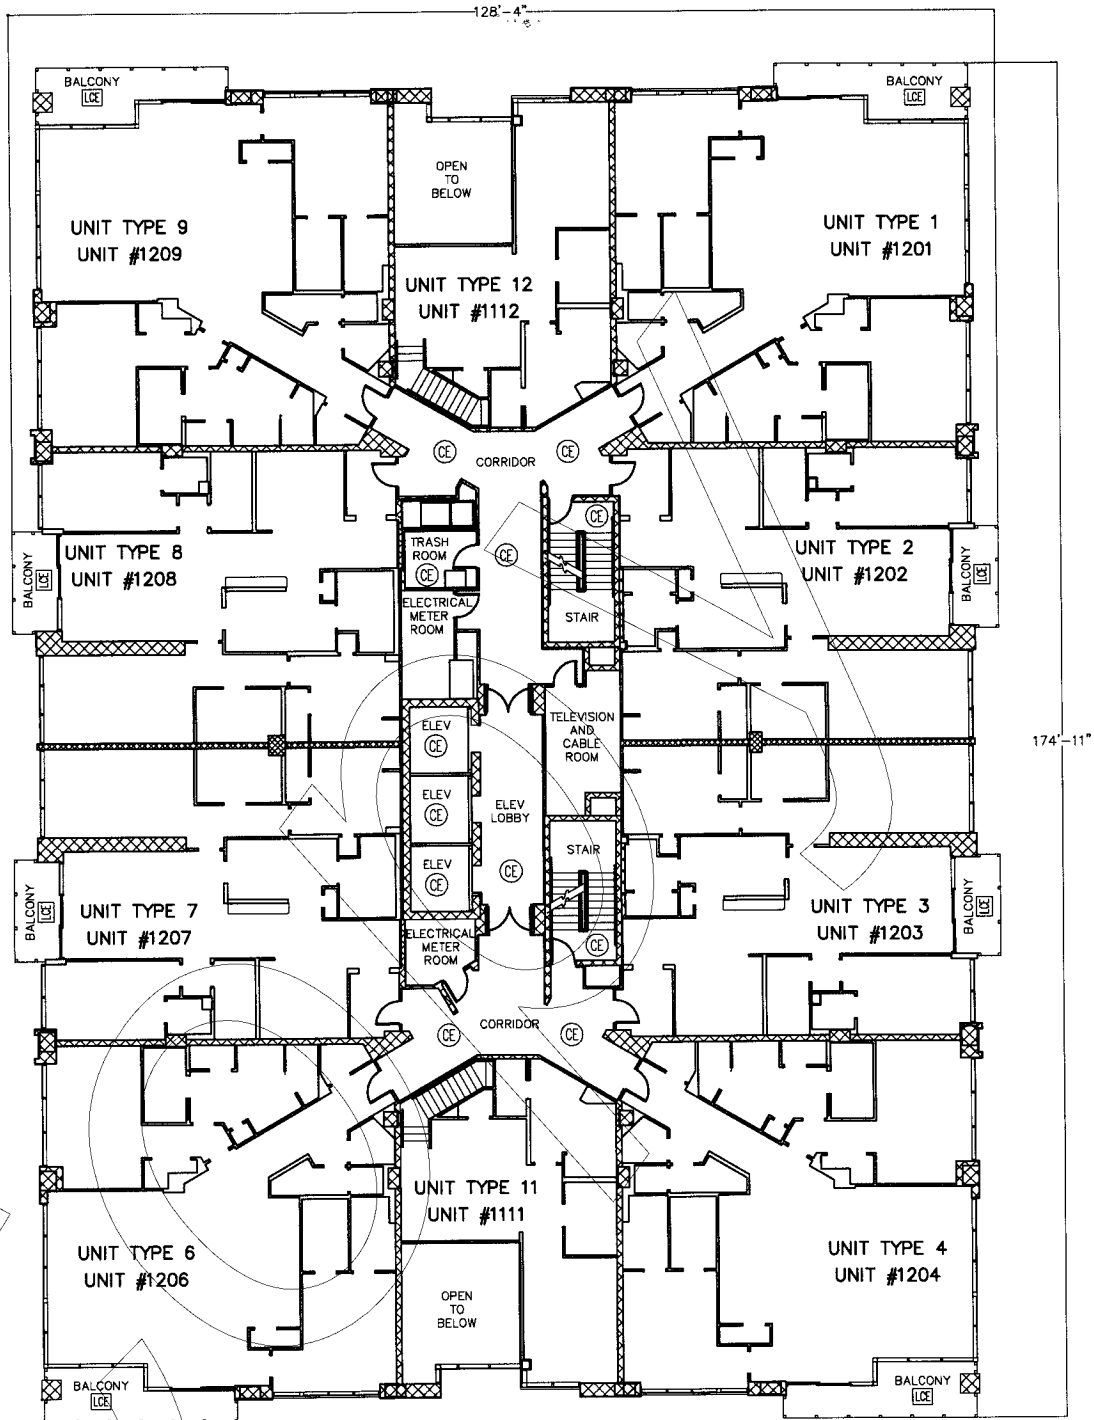 128'-4"
BALCONY
LCE
BALCONY
LCE
OPEN
TO
BELOW
UNIT TYPE 9
UNIT #1209
UNIT TYPE 1
UNIT #1201
UNIT TYPE 12
UNIT #1112
CE
CORRIDOR
CE
CE
UNIT TYPE 8
UNIT #1208
TRASH
ROOM
CE
CE
UNIT TYPE 2
UNIT #1202
BALCONY
LCE
BALCONY
LCE
ELECTRICAL
METER
ROOM
STAIR
ELEV
CE
TELEVISION
AND
CABLE
ROOM
174'-11"
ELEV
CE
ELEV
LOBBY
ELEV
CE
CE
STAIR
BALCONY
LCE
UNIT TYPE 7
UNIT #1207
UNIT TYPE 3
UNIT #1203
BALCONY
LCE
ELECTRICAL
METER
ROOM
CE
CE
CORRIDOR
CE
UNIT TYPE 11
UNIT #1111
UNIT TYPE 6
UNIT #1206
UNIT TYPE 4
UNIT #1204
OPEN
TO
BELOW
BALCONY
LCE
BALCONY
LCE